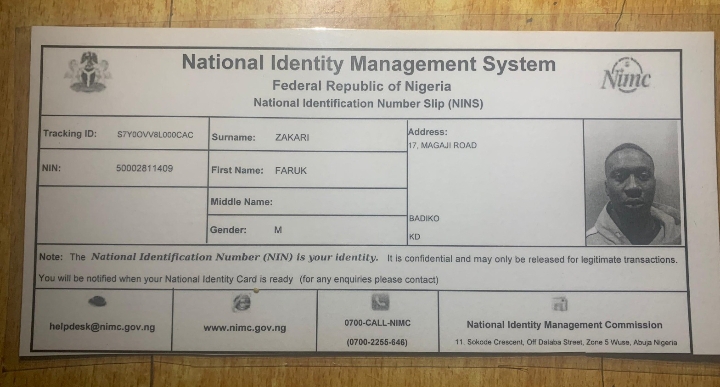 National Identity Management System
Federal Republic of Nigeria
National Identification Number Slip (NINS)
Nimc
Tracking ID: S7Y0OVV8L000CAC
Surname: ZAKARI
Address:
17, MAGAJI ROAD
NIN: 50002811409
First Name: FARUK
Middle Name:
BADIKO
Gender: M
KD
Note: The National Identification Number (NIN) is your identity. It is confidential and may only be released for legitimate transactions.
You will be notified when your National Identity Card is ready (for any enquiries please contact)
helpdesk@nimc.gov.ng
www.nimc.gov.ng
0700-CALL-NIMC
(0700-2255-646)
National Identity Management Commission
11, Sokode Crescent, Off Dalaba Street, Zone 5 Wuse, Abuja Nigeria